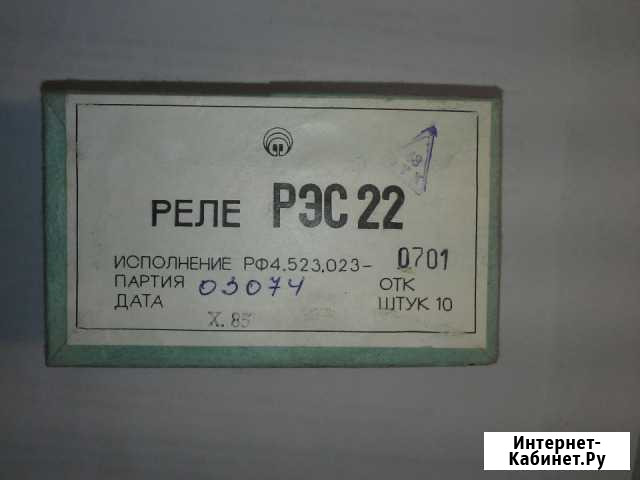 РЕЛЕ РЭС 22
ИСПОЛНЕНИЕ РФ4.523.023- 0701
ПАРТИЯ 03074 ОТК
ДАТА X. 85 ШТУК 10
Интернет-
Кабинет.Ру